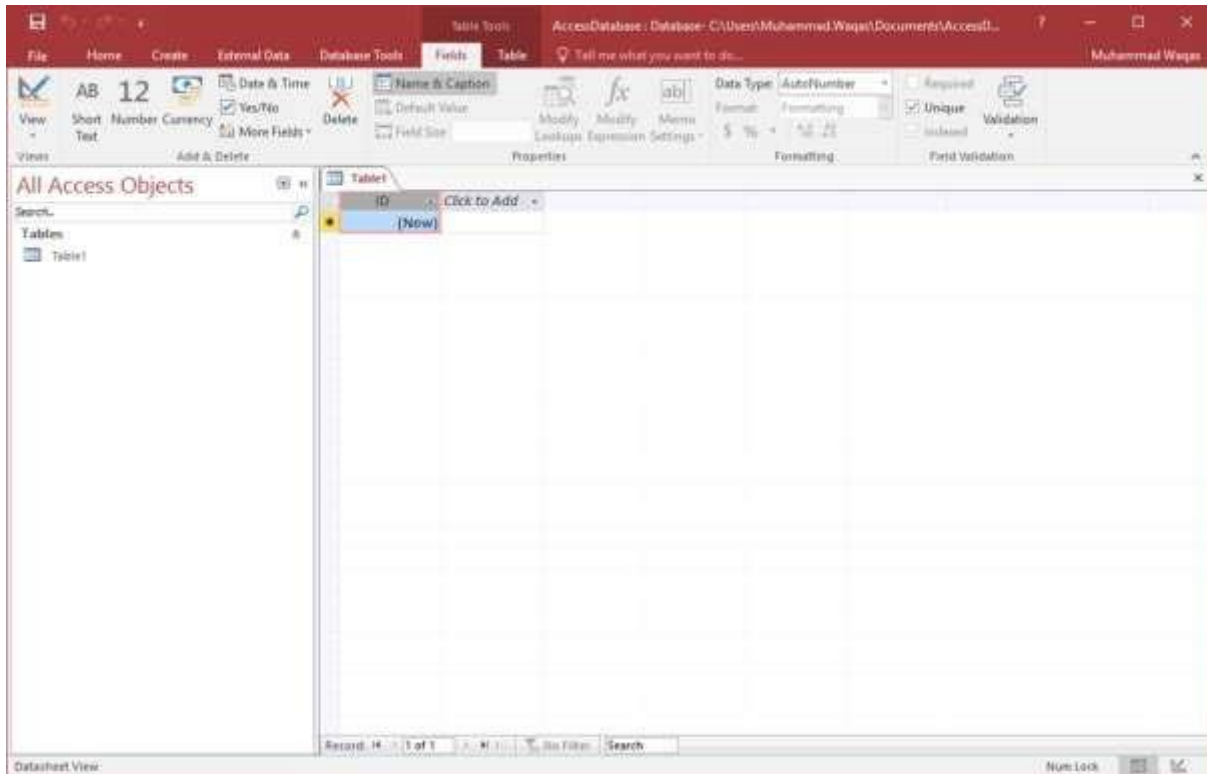 Table Tools AccessDatabase : Database- C:\Users\Muhammad.Waqas\Documents\AccessD... ?
File Home Create External Data Database Tools Fields Table Tell me what you want to do... Muhammad Waqas
View
AB Short Text
12 Number
Currency
Date & Time
Yes/No
More Fields
Delete
Name & Caption
Default Value
Field Size
Modify Lookups
fx Modify Expression
ab Memo Settings
Data Type: AutoNumber
Format: Formatting
$ %
Required
Unique
Indexed
Validation
Views Add & Delete Properties Formatting Field Validation
All Access Objects
Search...
Tables
Table1
Table1
ID Click to Add
(New)
Record: 1 of 1 No Filter Search
Datasheet View Num Lock